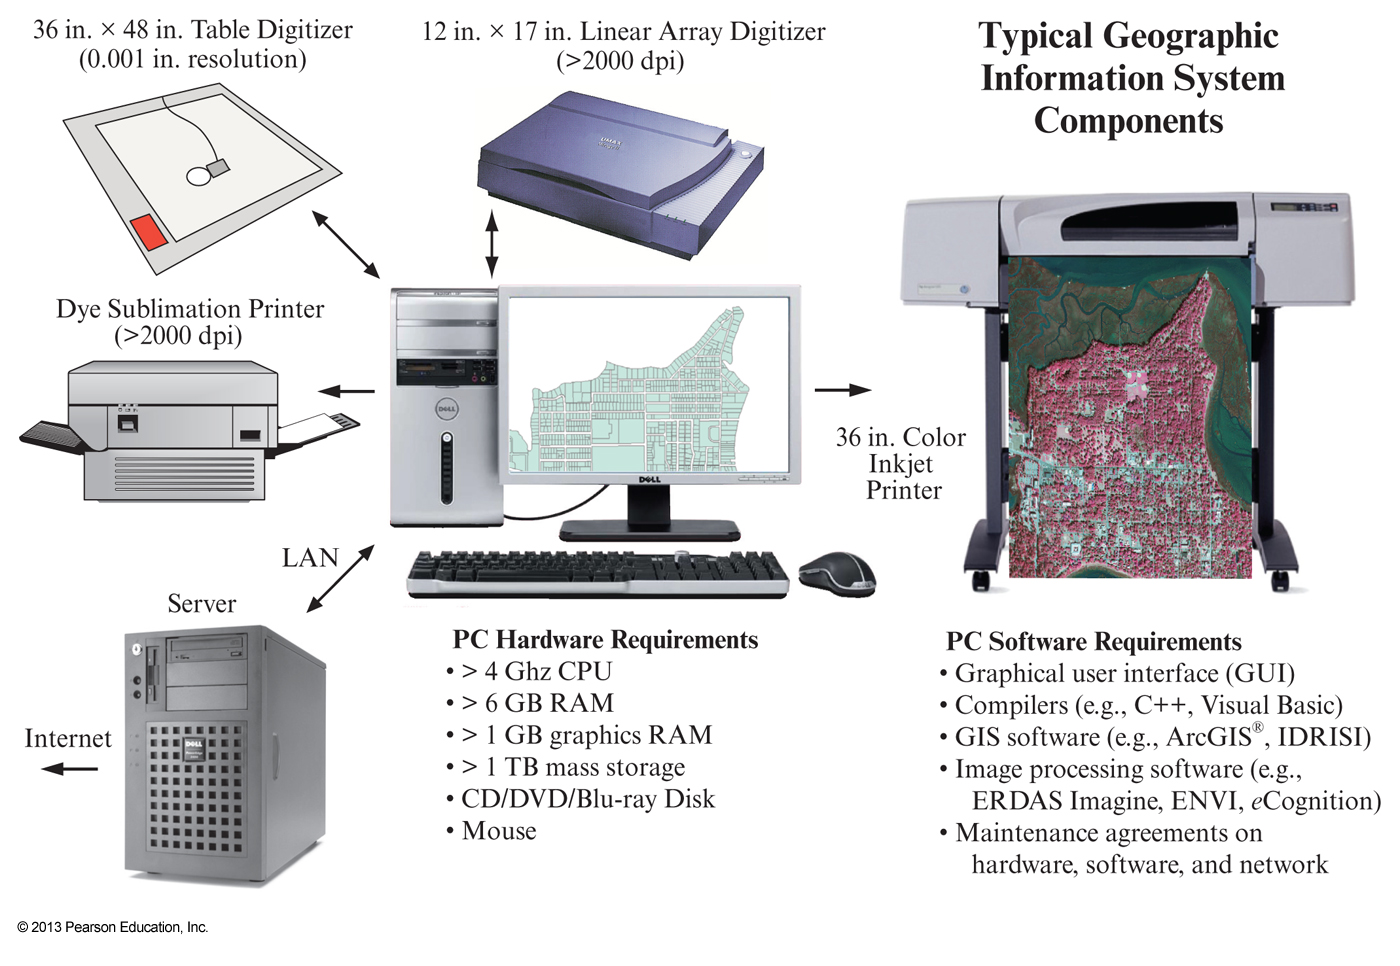 36 in. × 48 in. Table Digitizer
(0.001 in. resolution)
12 in. × 17 in. Linear Array Digitizer
(>2000 dpi)
Typical Geographic
Information System
Components
UMAX
Dye Sublimation Printer
(>2000 dpi)
DELL
DELL
36 in. Color
Inkjet
Printer
LAN
Server
Internet
DELL
PC Hardware Requirements
• > 4 Ghz CPU
• > 6 GB RAM
• > 1 GB graphics RAM
• > 1 TB mass storage
• CD/DVD/Blu-ray Disk
• Mouse
PC Software Requirements
• Graphical user interface (GUI)
• Compilers (e.g., C++, Visual Basic)
• GIS software (e.g., ArcGIS®, IDRISI)
• Image processing software (e.g.,
ERDAS Imagine, ENVI, eCognition)
• Maintenance agreements on
hardware, software, and network
© 2013 Pearson Education, Inc.